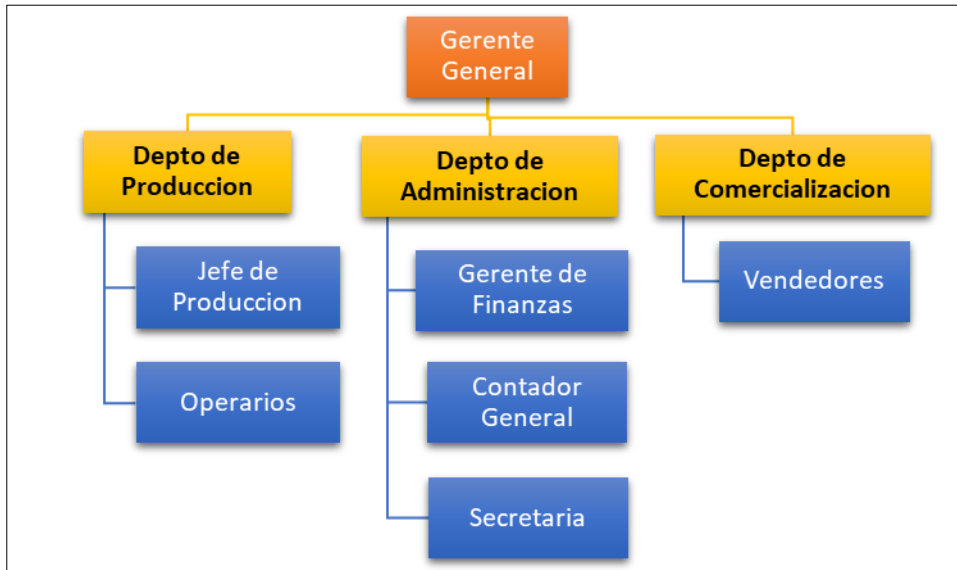 Gerente
General
Depto de
Produccion
Depto de
Administracion
Depto de
Comercializacion
Jefe de
Produccion
Operarios
Gerente de
Finanzas
Contador
General
Secretaria
Vendedores